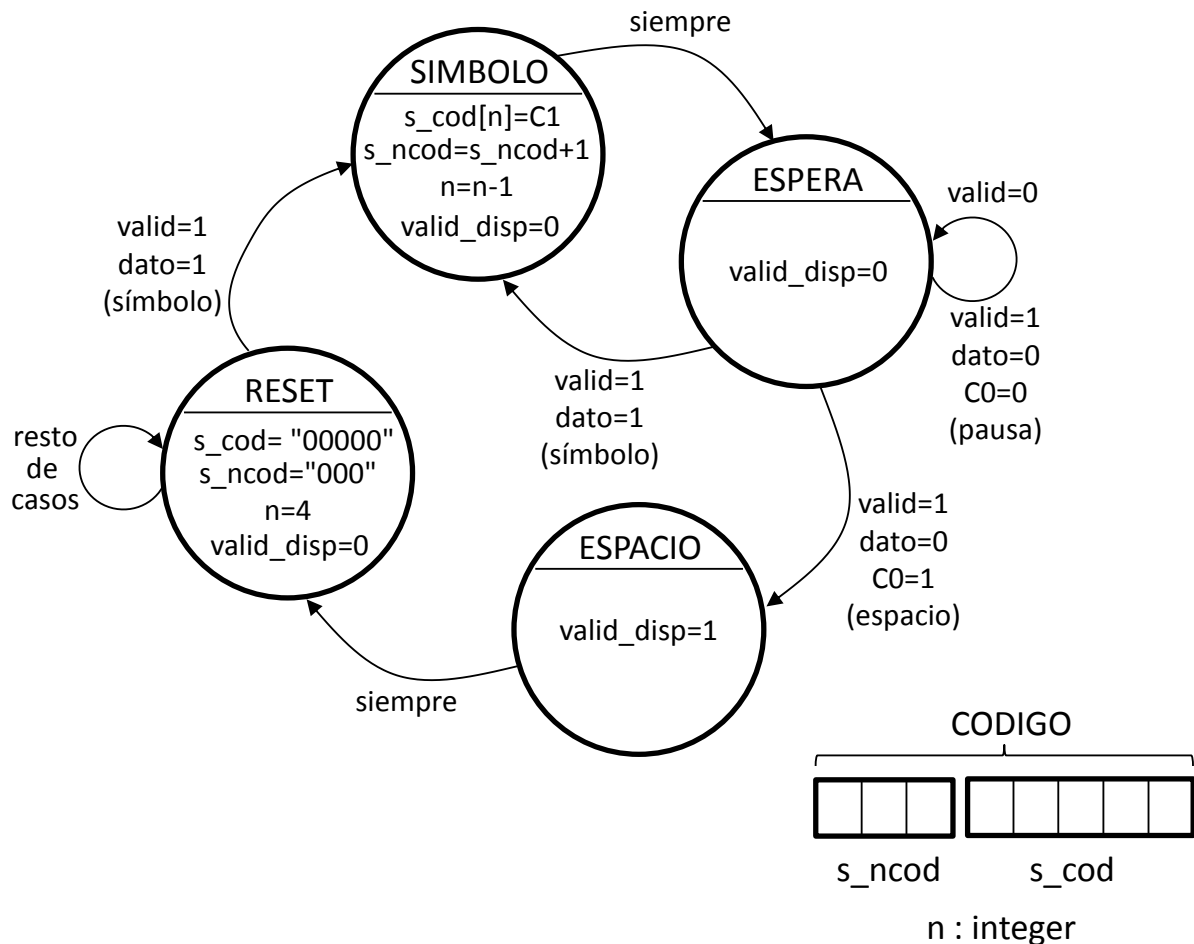 siempre
SIMBOLO
s_cod[n]=C1
s_ncod=s_ncod+1
n=n-1
valid_disp=0
ESPERA
valid_disp=0
valid=0
valid=1
dato=0
C0=0
(pausa)
valid=1
dato=1
(símbolo)
valid=1
dato=1
(símbolo)
RESET
s_cod= "00000"
s_ncod="000"
n=4
valid_disp=0
resto
de
casos
valid=1
dato=0
C0=1
(espacio)
ESPACIO
valid_disp=1
siempre
CODIGO
s_ncod
s_cod
n : integer